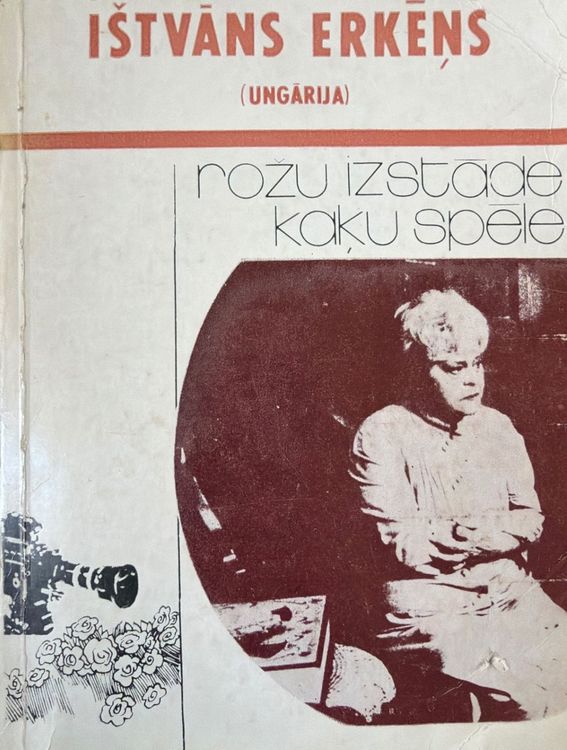 IŠTVĀNS ERKĒŅS
(UNGĀRIJA)
rožu izstāde
kaķu spēle